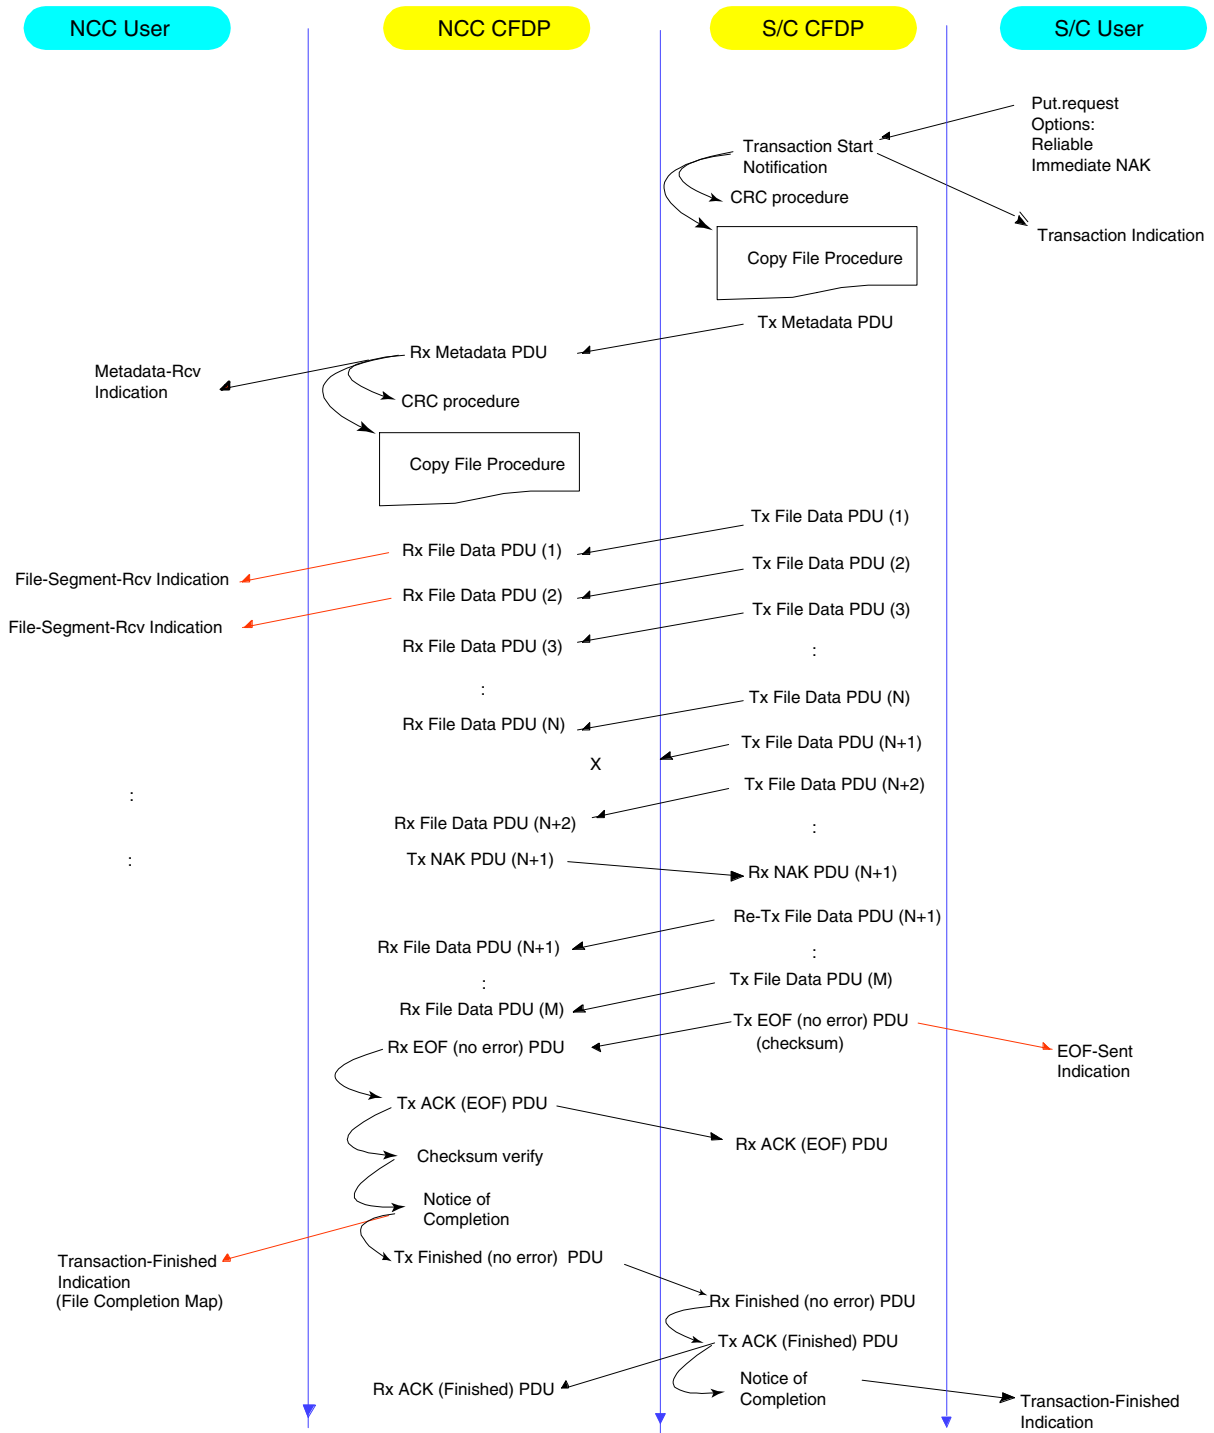 NCC User
NCC CFDP
S/C CFDP
S/C User
Put.request
Options:
Reliable
Immediate NAK
Transaction Start
Notification
CRC procedure
Transaction Indication
Copy File Procedure
Tx Metadata PDU
Rx Metadata PDU
Metadata-Rcv
Indication
CRC procedure
Copy File Procedure
Tx File Data PDU (1)
Rx File Data PDU (1)
File-Segment-Rcv Indication
Tx File Data PDU (2)
Rx File Data PDU (2)
File-Segment-Rcv Indication
Tx File Data PDU (3)
Rx File Data PDU (3)
:
:
Tx File Data PDU (N)
Rx File Data PDU (N)
Tx File Data PDU (N+1)
X
Tx File Data PDU (N+2)
:
Rx File Data PDU (N+2)
:
:
Tx NAK PDU (N+1)
Rx NAK PDU (N+1)
Re-Tx File Data PDU (N+1)
Rx File Data PDU (N+1)
:
:
Tx File Data PDU (M)
Rx File Data PDU (M)
Tx EOF (no error) PDU
(checksum)
Rx EOF (no error) PDU
EOF-Sent
Indication
Tx ACK (EOF) PDU
Rx ACK (EOF) PDU
Checksum verify
Notice of
Completion
Transaction-Finished
Indication
(File Completion Map)
Tx Finished (no error) PDU
Rx Finished (no error) PDU
Tx ACK (Finished) PDU
Rx ACK (Finished) PDU
Notice of
Completion
Transaction-Finished
Indication